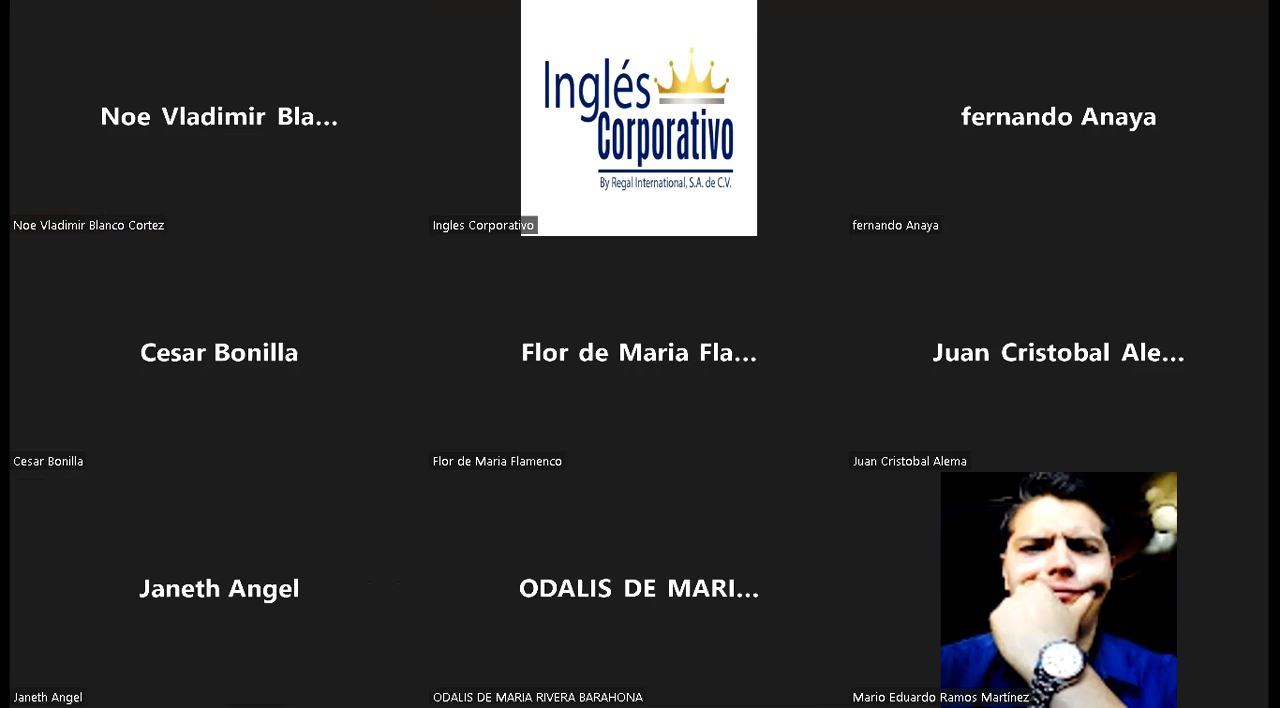 Noe Vladimir Bla...
Noe Vladimir Blanco Cortez
Inglés
Corporativo
By Regal International, S.A. de C.V.
Ingles Corporativo
fernando Anaya
fernando Anaya
Cesar Bonilla
Cesar Bonilla
Flor de Maria Fla...
Flor de Maria Flamenco
Juan Cristobal Ale...
Juan Cristobal Alema
Janeth Angel
Janeth Angel
ODALIS DE MARI...
ODALIS DE MARIA RIVERA BARAHONA
Mario Eduardo Ramos Martínez